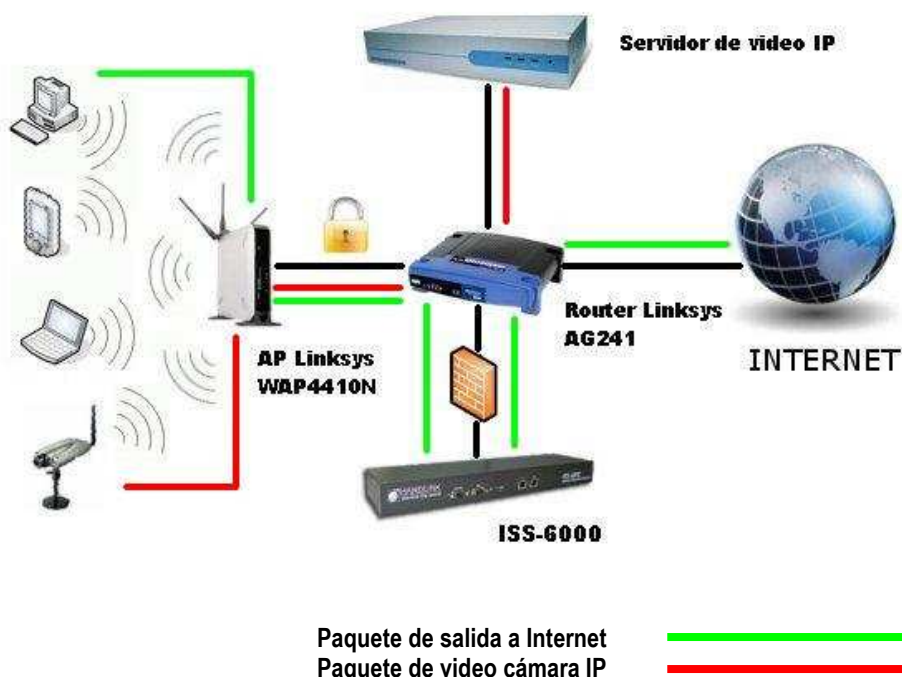 Servidor de video IP
Router Linksys
AG241
INTERNET
AP Linksys
WAP4410N
HANDLINK
ISS-6000
Paquete de salida a Internet
Paquete de video cámara IP